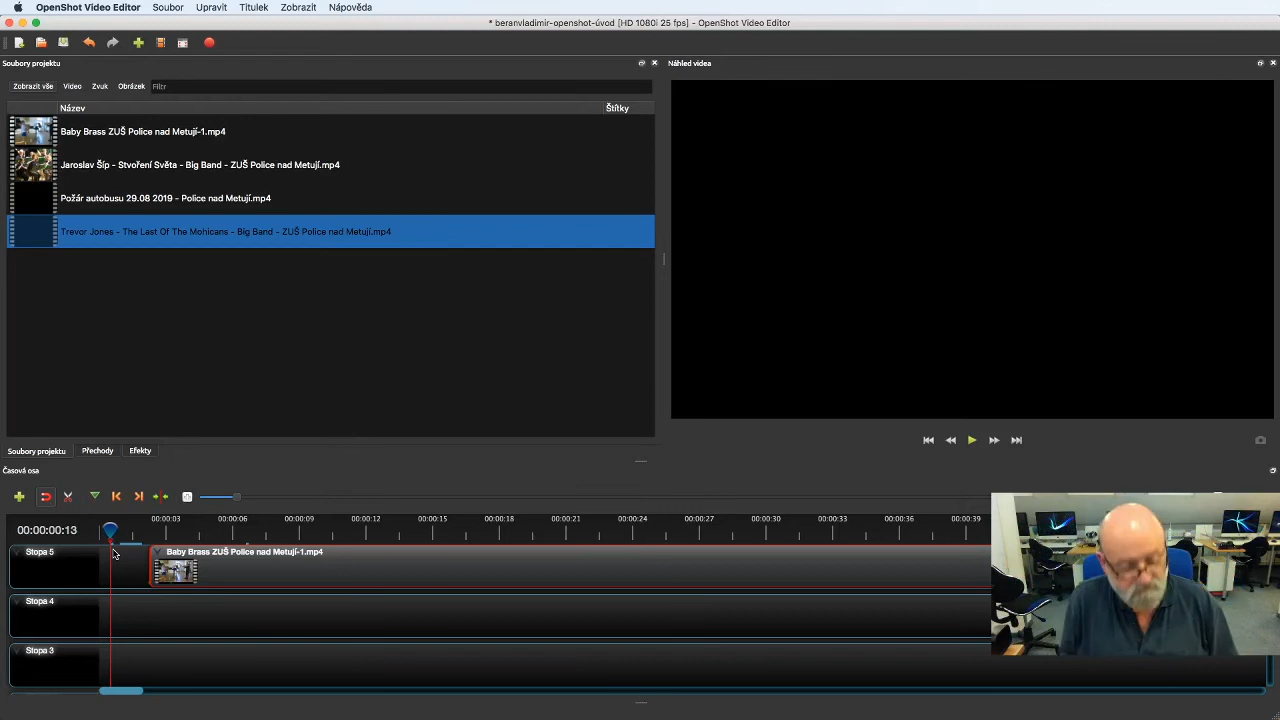 OpenShot Video Editor Soubor Upravit Titulek Zobrazit Nápověda
* beranvladimir-openshot-úvod [HD 1080i 25 fps] - OpenShot Video Editor
Soubory projektu
Náhled videa
Zobrazit vše Video Zvuk Obrázek Filtr
Název Štítky
Baby Brass ZUŠ Police nad Metují-1.mp4
Jaroslav Šíp - Stvoření Světa - Big Band - ZUŠ Police nad Metují.mp4
Požár autobusu 29.08 2019 - Police nad Metují.mp4
Trevor Jones - The Last Of The Mohicans - Big Band - ZUŠ Police nad Metují.mp4
Soubory projektu Přechody Efekty
Časová osa
00:00:00:13
00:00:03 00:00:06 00:00:09 00:00:12 00:00:15 00:00:18 00:00:21 00:00:24 00:00:27 00:00:30 00:00:33 00:00:36 00:00:39
Stopa 5
Baby Brass ZUŠ Police nad Metují-1.mp4
Stopa 4
Stopa 3